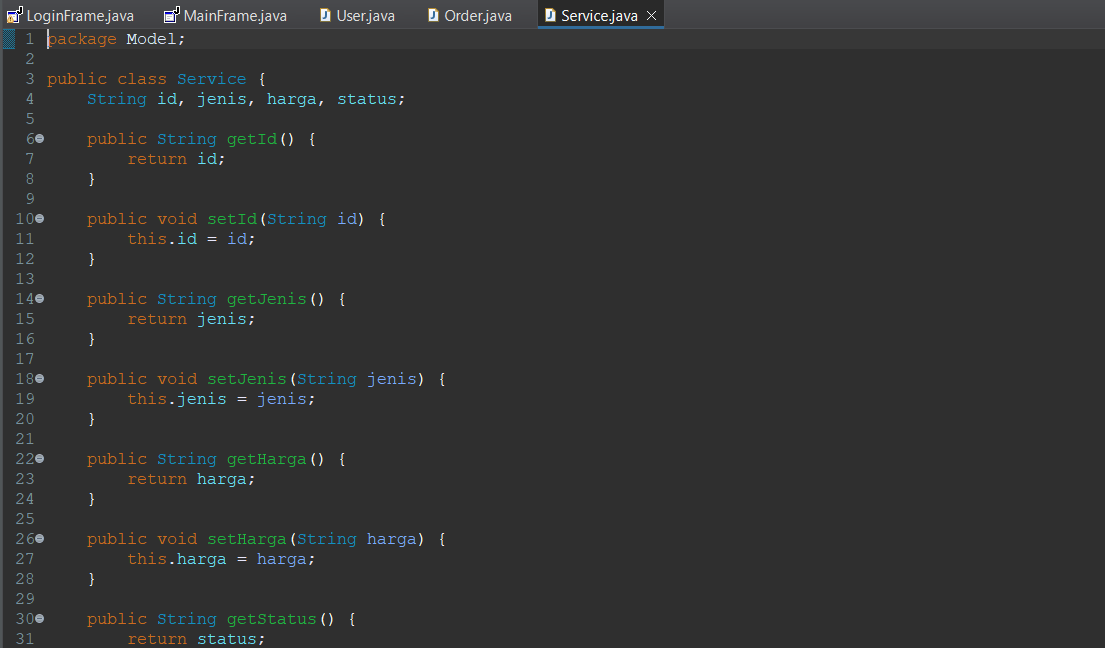 LoginFrame.java MainFrame.java User.java Order.java Service.java
1 package Model;
2
3 public class Service {
4     String id, jenis, harga, status;
5
6     public String getId() {
7         return id;
8     }
9
10     public void setId(String id) {
11         this.id = id;
12     }
13
14     public String getJenis() {
15         return jenis;
16     }
17
18     public void setJenis(String jenis) {
19         this.jenis = jenis;
20     }
21
22     public String getHarga() {
23         return harga;
24     }
25
26     public void setHarga(String harga) {
27         this.harga = harga;
28     }
29
30     public String getStatus() {
31         return status;